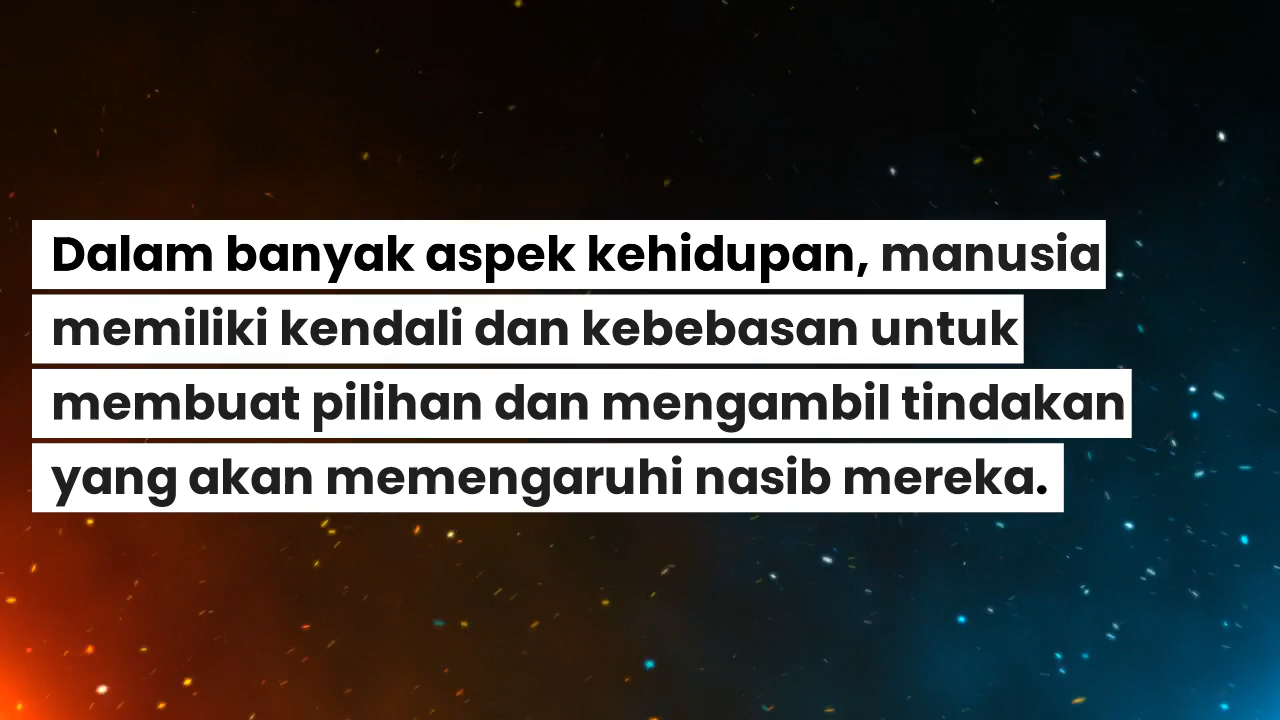 Dalam banyak aspek kehidupan, manusia
memiliki kendali dan kebebasan untuk
membuat pilihan dan mengambil tindakan
yang akan memengaruhi nasib mereka.